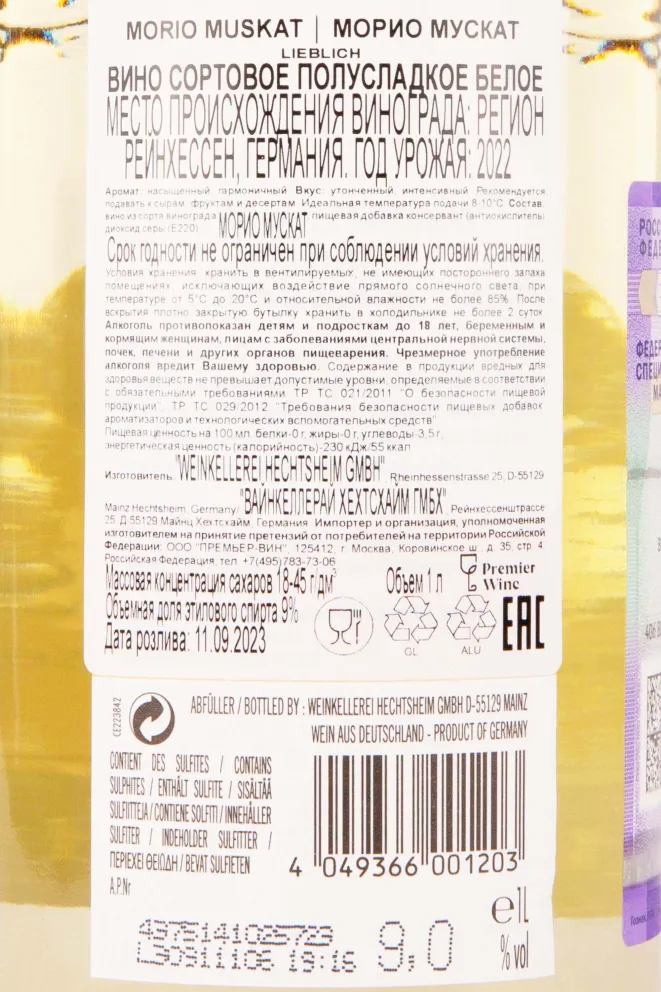 MORIO MUSKAT | МОРИО МУСКАТ
LIEBLICH
ВИНО СОРТОВОЕ ПОЛУСЛАДКОЕ БЕЛОЕ
МЕСТО ПРОИСХОЖДЕНИЯ ВИНОГРАДА: РЕГИОН
РЕЙНХЕССЕН, ГЕРМАНИЯ. ГОД УРОЖАЯ: 2022
Аромат: насыщенный, гармоничный Вкус: утонченный, интенсивный. Рекомендуется
подавать к сырам, фруктам и десертам. Идеальная температура подачи 8-10°С. Состав:
вино из сорта винограда МОРИО МУСКАТ, пищевая добавка консервант (антиокислитель)
диоксид серы (Е220).
Срок годности не ограничен при соблюдении условий хранения.
Условия хранения: хранить в вентилируемых, не имеющих постороннего запаха
помещениях, исключающих воздействие прямого солнечного света, при
температуре от 5°С до 20°С и относительной влажности не более 85%. После
вскрытия плотно закрытую бутылку хранить в холодильнике не более 2 суток.
Алкоголь противопоказан детям и подросткам до 18 лет, беременным и
кормящим женщинам, лицам с заболеваниями центральной нервной системы,
почек, печени и других органов пищеварения. Чрезмерное употребление
алкоголя вредит Вашему здоровью. Содержание в продукции вредных для
здоровья веществ не превышает допустимые уровни, определяемые в соответствии
с обязательными требованиями ТР ТС 021/2011 "О безопасности пищевой
продукции", ТР ТС 029/2012 "Требования безопасности пищевых добавок,
ароматизаторов и технологических вспомогательных средств"
Пищевая ценность на 100 мл: белки-0 г, жиры-0 г, углеводы-3,5 г,
энергетическая ценность (калорийность)-230 кДж/55 ккал
Изготовитель: "WEINKELLEREI HECHTSHEIM GMBH", Rheinhessenstrasse 25, D-55129
Mainz Hechtsheim, Germany/ "ВАЙНКЕЛЛЕРАЙ ХЕХТСХАЙМ ГМБХ", Рейнхессенштрассе
25, Д-55129 Майнц Хехтсхайм, Германия. Импортер и организация, уполномоченная
изготовителем на принятие претензий от потребителей на территории Российской
Федерации: ООО "ПРЕМЬЕР-ВИН", 125412, г. Москва, Коровинское ш., д. 35, стр. 4,
Российская Федерация, тел. +7(495)783-73-06
Массовая концентрация сахаров 18-45 г/дм³ Объем 1 л
Premier
Wine
Объемная доля этилового спирта 9%
Дата розлива: 11.09.2023
GL
ALU
EAC
CE223842
ABFÜLLER / BOTTLED BY : WEINKELLEREI HECHTSHEIM GMBH D-55129 MAINZ
WEIN AUS DEUTSCHLAND - PRODUCT OF GERMANY
CONTIENT DES SULFITES / CONTAINS
SULPHITES / ENTHÄLT SULFITE / SISÄLTÄÄ
SULFIITTEJA / CONTIENE SOLFITI / INNEHÅLLER
SULFITER / INDEHOLDER SULFITTER /
ΠΕΡΙΕΧΕΙ ΘΕΙΩΔΗ / BEVAT SULFIETEN
A.P.Nr
4 049366 001203
e 1L
9,0 % vol
19:16
РОСС
ФЕДЕ
ФЕДЕР
СПЕЦИ
МА